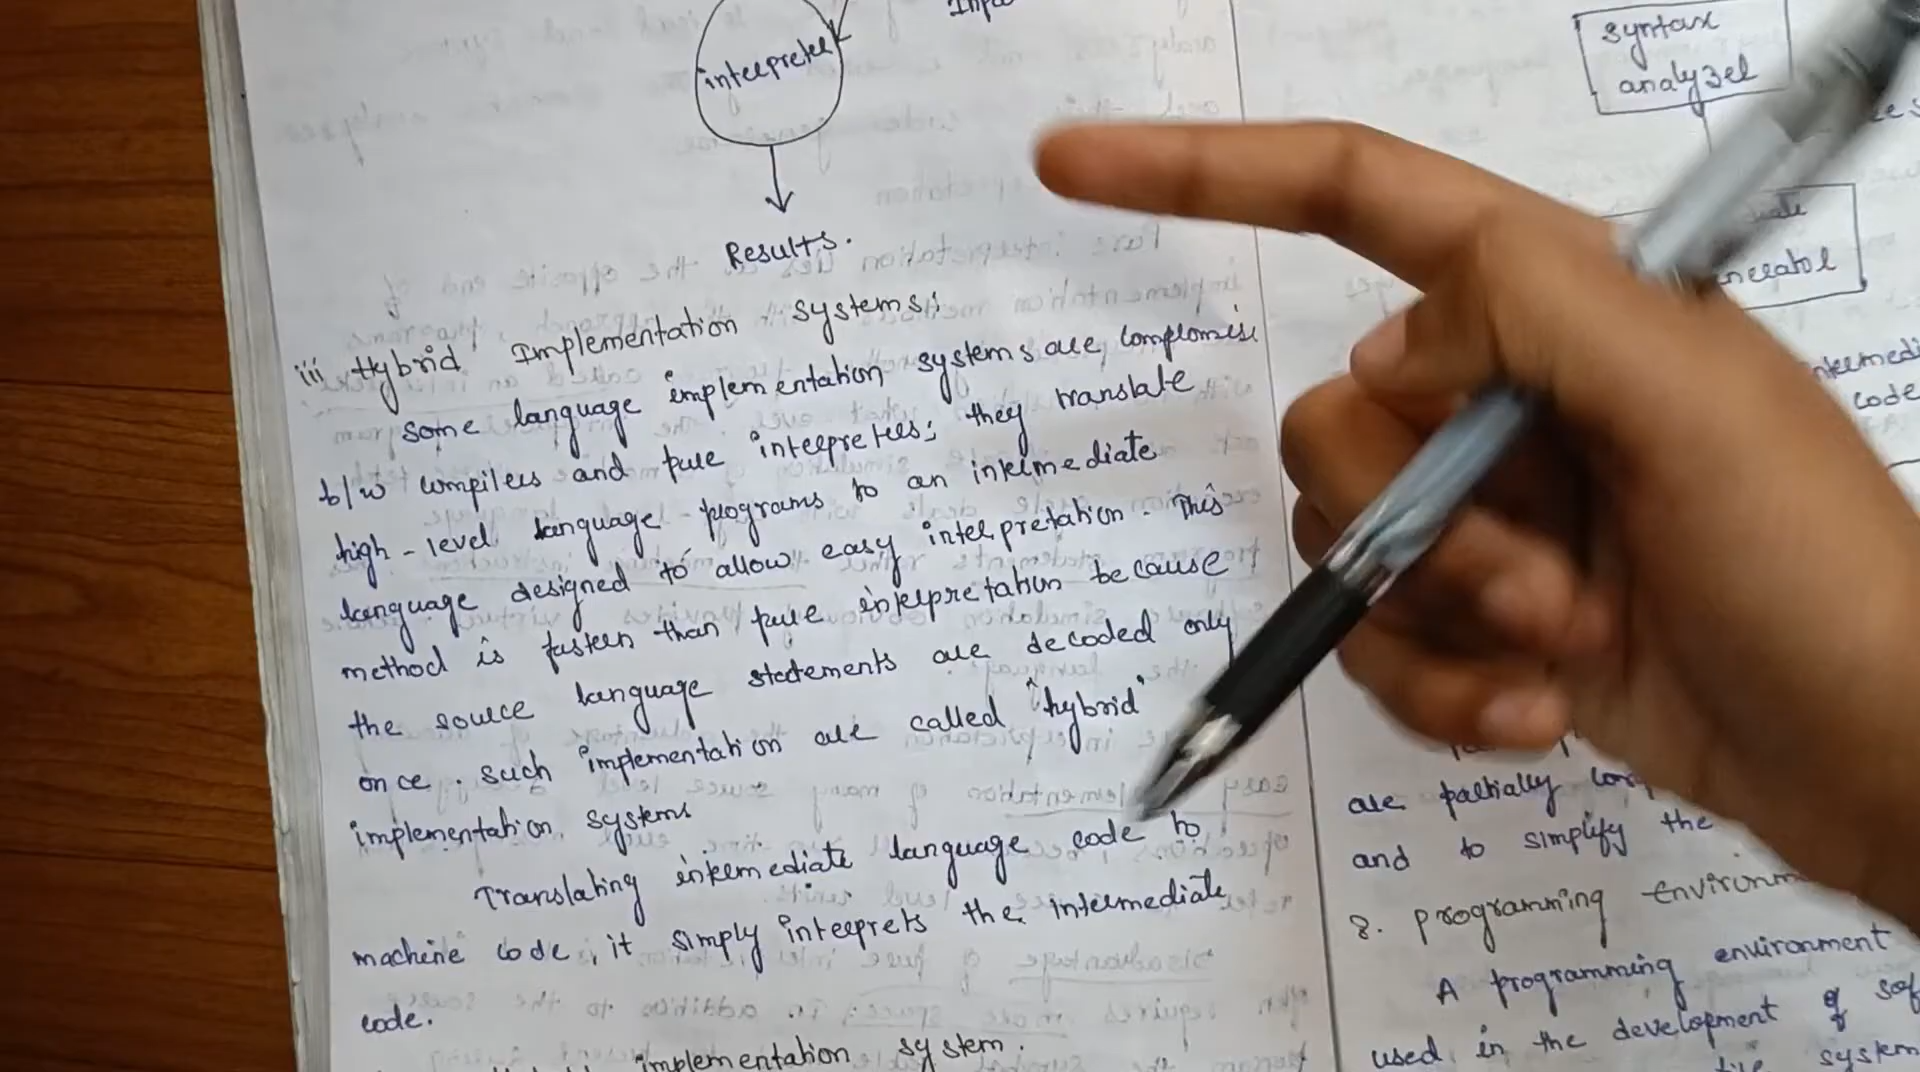 interpreter
Results.
iii Hybrid Implementation systems:
Some language implementation systems are compromise
b/w compilers and pure interpreters; they translate
high-level language programs to an intermediate
language designed to allow easy interpretation. This
method is fasteen than pure interpretation because
the source language statements are decoded only
once. such implementation are called "hybrid"
implementation systems
Translating intermediate language code to
machine code, it simply interprets the intermediate
code.
implementation system.
syntax
analyzer
code
are partially
and to simplify the
8. programming
A programming environment
used in the development of
system